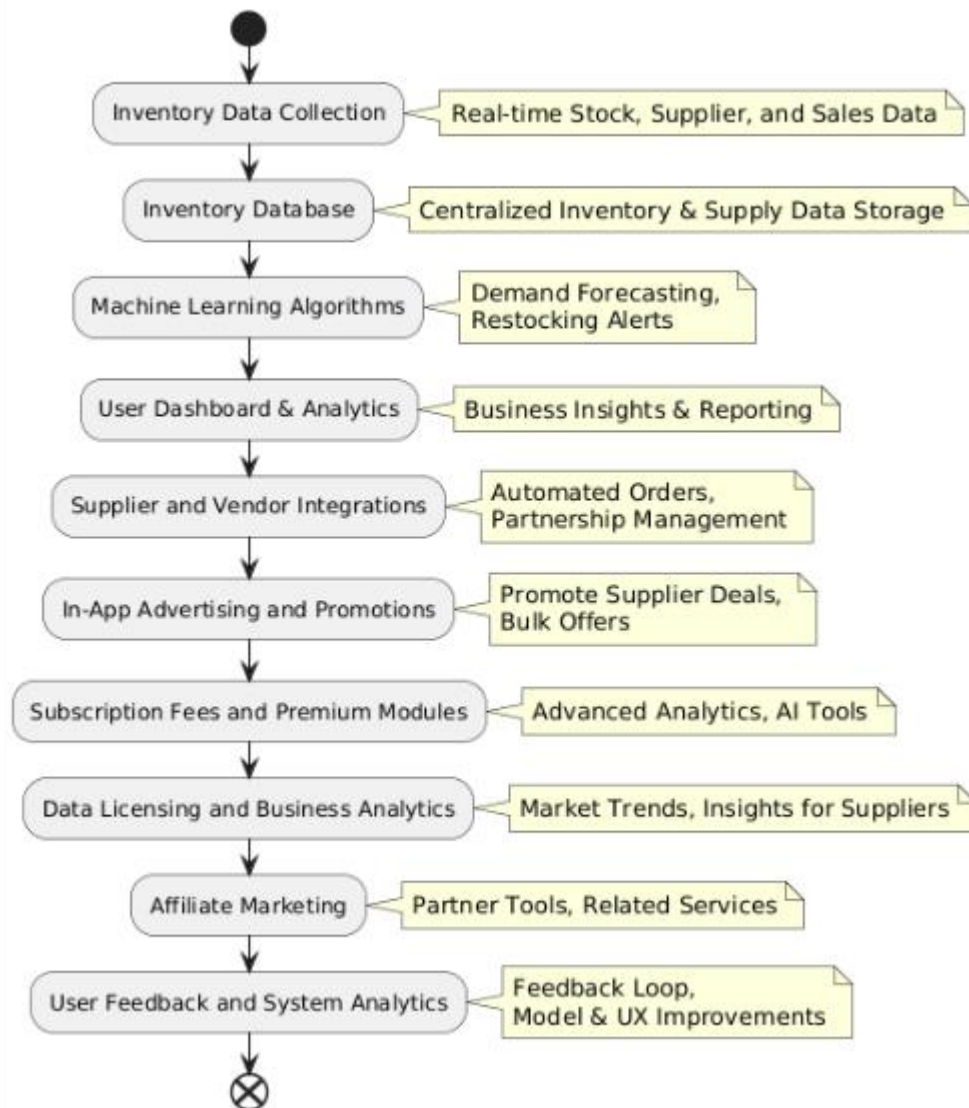 Inventory Data Collection
Real-time Stock, Supplier, and Sales Data
Inventory Database
Centralized Inventory & Supply Data Storage
Machine Learning Algorithms
Demand Forecasting,
Restocking Alerts
User Dashboard & Analytics
Business Insights & Reporting
Supplier and Vendor Integrations
Automated Orders,
Partnership Management
In-App Advertising and Promotions
Promote Supplier Deals,
Bulk Offers
Subscription Fees and Premium Modules
Advanced Analytics, AI Tools
Data Licensing and Business Analytics
Market Trends, Insights for Suppliers
Affiliate Marketing
Partner Tools, Related Services
User Feedback and System Analytics
Feedback Loop,
Model & UX Improvements